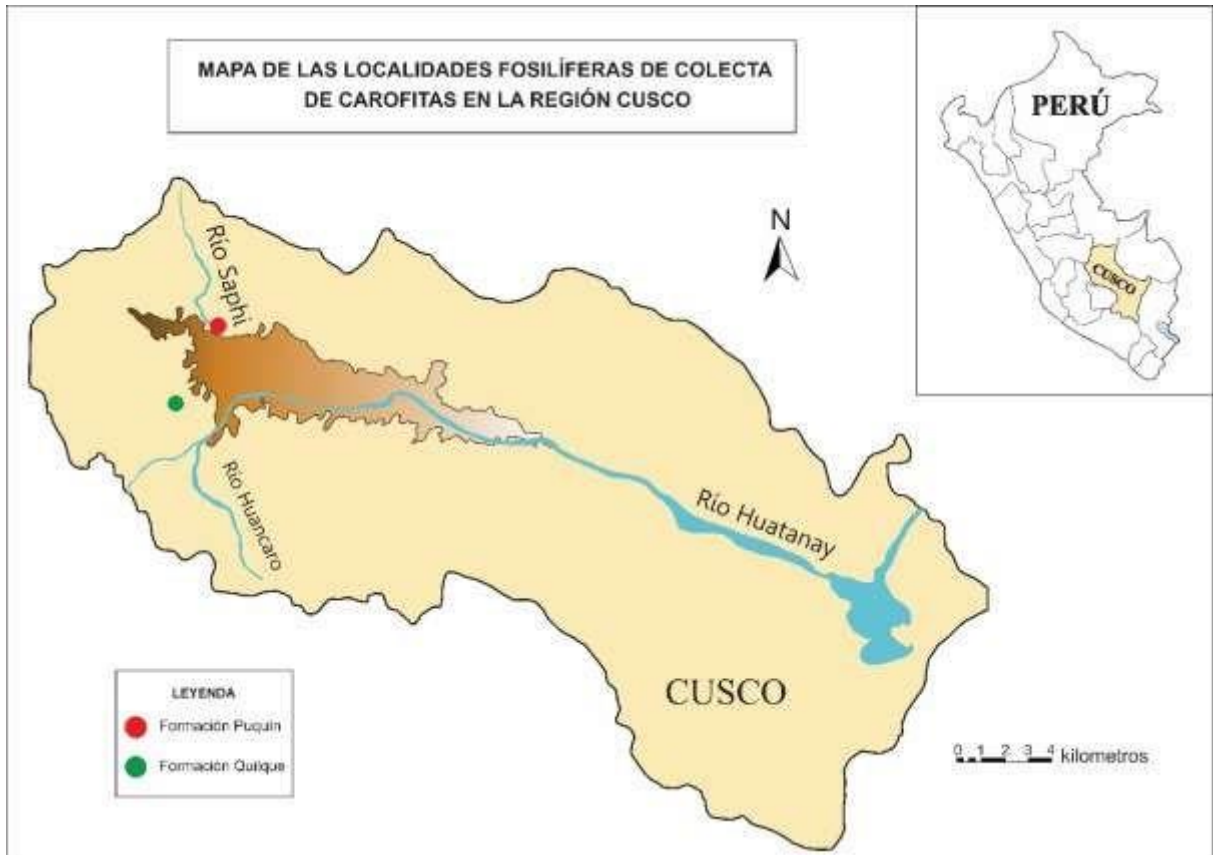 MAPA DE LAS LOCALIDADES FOSILÍFERAS DE COLECTA
DE CAROFITAS EN LA REGIÓN CUSCO
PERÚ
CUSCO
N
Río Saphi
Río Huancaro
Río Huatanay
CUSCO
LEYENDA
Formación Puquin
Formación Quilque
0 1 2 3 4 kilometros